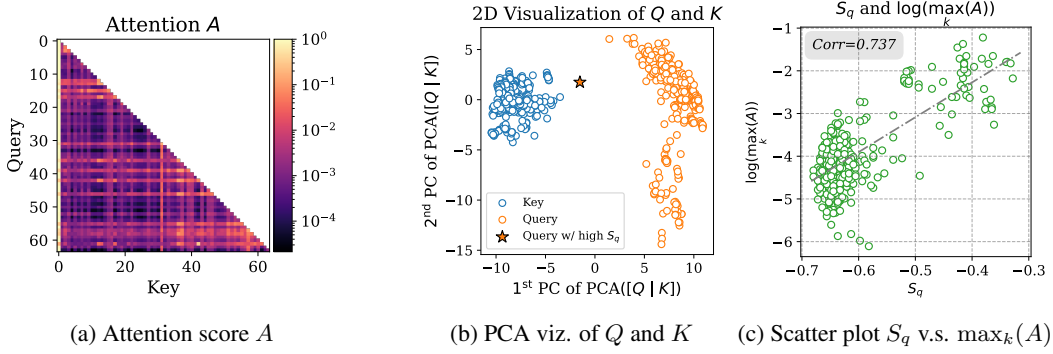 Attention A
0
10
20
30
40
50
60
Query
0 20 40 60
Key
10^0
10^-1
10^-2
10^-3
10^-4
(a) Attention score A
2D Visualization of Q and K
5
0
−5
−10
−15
2nd PC of PCA([Q | K])
Key
Query
Query w/ high S_q
−10 −5 0 5 10
1st PC of PCA([Q | K])
(b) PCA viz. of Q and K
S_q and log(max_k(A))
Corr=0.737
−1
−2
−3
−4
−5
−6
log(max_k(A))
−0.7 −0.6 −0.5 −0.4 −0.3
S_q
(c) Scatter plot S_q v.s. max_k(A)